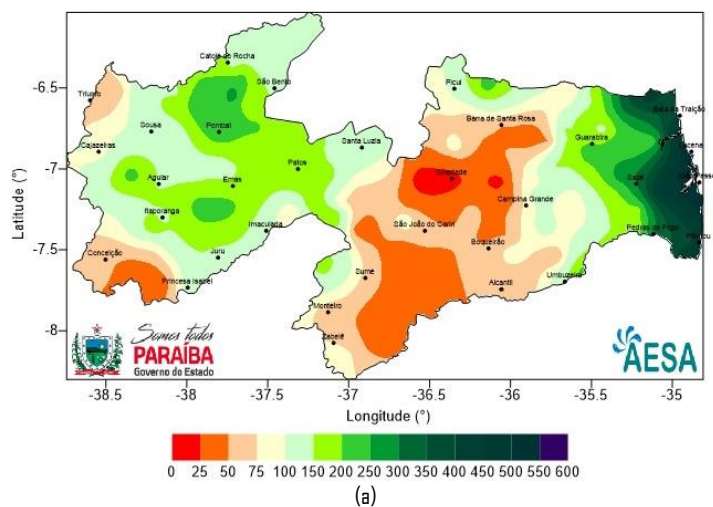 Catolé do Rocha
-6.5
Triunfo
São Bento
Picuí
Baía da Traição
Sousa
Pombal
Barra de Santa Rosa
Guarabira
Cajazeiras
Santa Luzia
Lucena
-7
Patos
Soledade
Aguiar
Emas
Sapé
Itaporanga
Campina Grande
Imaculada
São João do Cariri
Pedras de Fogo
-7.5
Conceição
Juru
Boqueirão
Princesa Isabel
Sumé
Alcantil
Umbuzeiro
Monteiro
-8
Zabelê
Latitude (°)
Somos todos
PARAÍBA
Governo do Estado
AESA
-38.5 -38 -37.5 -37 -36.5 -36 -35.5 -35
Longitude (°)
0 25 50 75 100 150 200 250 300 350 400 450 500 550 600
(a)